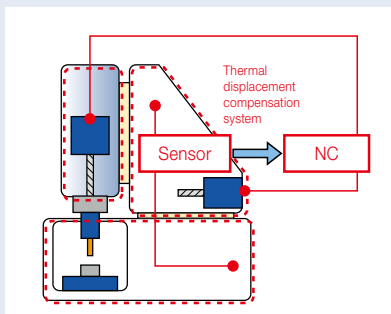 Thermal
displacement
compensation
system
Sensor
NC